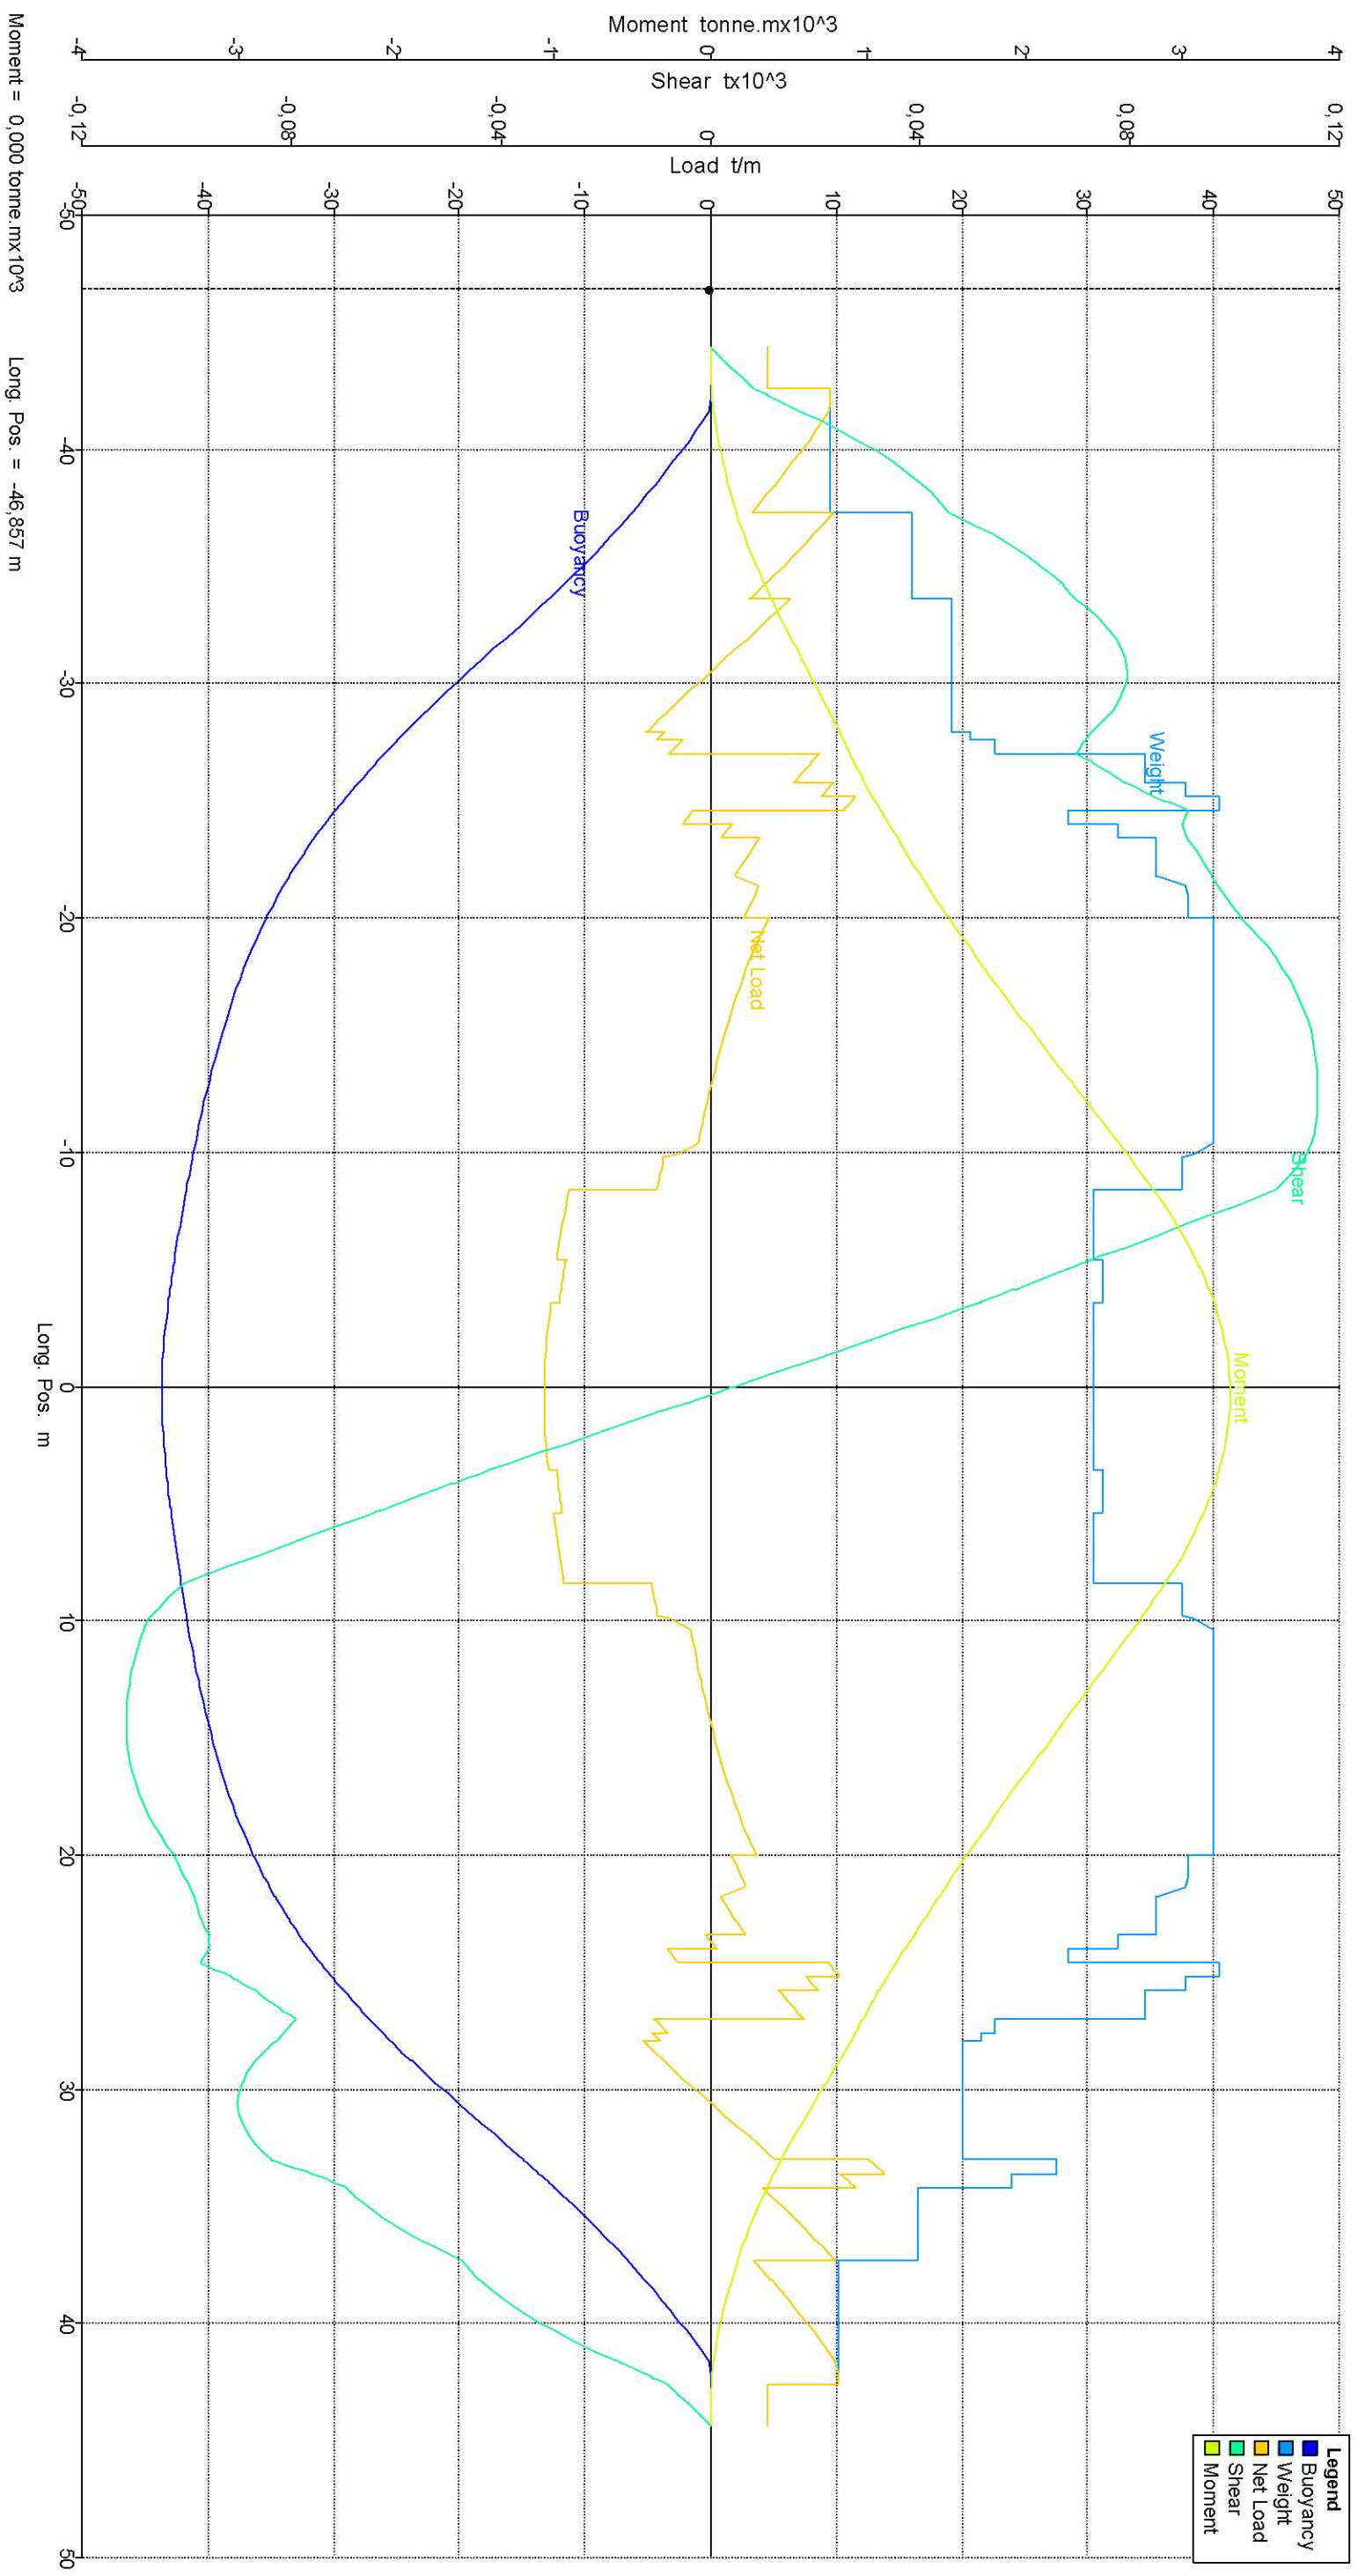 Moment tonne.mx10^3
-4
-3
-2
-1
0
1
2
3
4
Shear tx10^3
-0,12
-0,08
-0,04
0
0,04
0,08
0,12
Load t/m
-50
-40
-30
-20
-10
0
10
20
30
40
50
-50
-40
-30
-20
-10
0
10
20
30
40
50
Long. Pos. m
Buoyancy
Weight
Net Load
Shear
Moment
Legend
Buoyancy
Weight
Net Load
Shear
Moment
Moment = 0,000 tonne.mx10^3 Long. Pos. = -46,857 m